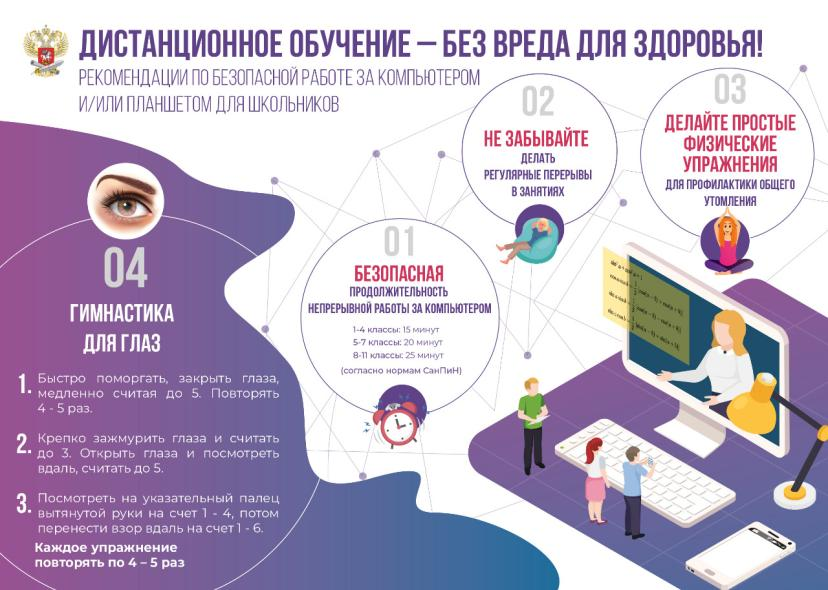 ДИСТАНЦИОННОЕ ОБУЧЕНИЕ – БЕЗ ВРЕДА ДЛЯ ЗДОРОВЬЯ!
РЕКОМЕНДАЦИИ ПО БЕЗОПАСНОЙ РАБОТЕ ЗА КОМПЬЮТЕРОМ
И/ИЛИ ПЛАНШЕТОМ ДЛЯ ШКОЛЬНИКОВ
01
БЕЗОПАСНАЯ
ПРОДОЛЖИТЕЛЬНОСТЬ
НЕПРЕРЫВНОЙ РАБОТЫ ЗА КОМПЬЮТЕРОМ
1-4 классы: 15 минут
5-7 классы: 20 минут
8-11 классы: 25 минут
(согласно нормам СанПиН)
02
НЕ ЗАБЫВАЙТЕ
ДЕЛАТЬ
РЕГУЛЯРНЫЕ ПЕРЕРЫВЫ
В ЗАНЯТИЯХ
03
ДЕЛАЙТЕ ПРОСТЫЕ
ФИЗИЧЕСКИЕ
УПРАЖНЕНИЯ
ДЛЯ ПРОФИЛАКТИКИ ОБЩЕГО
УТОМЛЕНИЯ
04
ГИМНАСТИКА
ДЛЯ ГЛАЗ
1. Быстро поморгать, закрыть глаза,
медленно считая до 5. Повторять
4 - 5 раз.
2. Крепко зажмурить глаза и считать
до 3. Открыть глаза и посмотреть
вдаль, считать до 5.
3. Посмотреть на указательный палец
вытянутой руки на счет 1 - 4, потом
перенести взор вдаль на счет 1 - 6.
Каждое упражнение
повторять по 4 – 5 раз